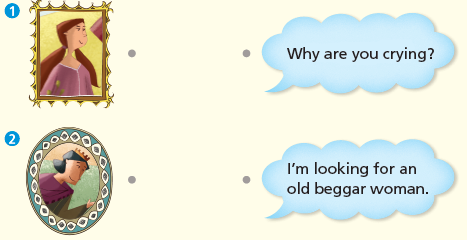 1
Why are you crying?
2
I'm looking for an
old beggar woman.